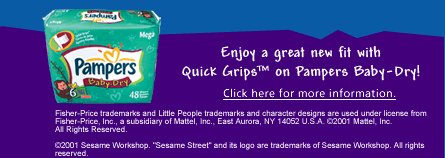 Mega
Pampers
Baby-Dry
6
48
Enjoy a great new fit with
Quick Grips™ on Pampers Baby-Dry!
Click here for more information.
Fisher-Price trademarks and Little People trademarks and character designs are used under license from
Fisher-Price, Inc., a subsidiary of Mattel, Inc., East Aurora, NY 14052 U.S.A. ©2001 Mattel, Inc.
All Rights Reserved.
©2001 Sesame Workshop. "Sesame Street" and its logo are trademarks of Sesame Workshop. All rights
reserved.